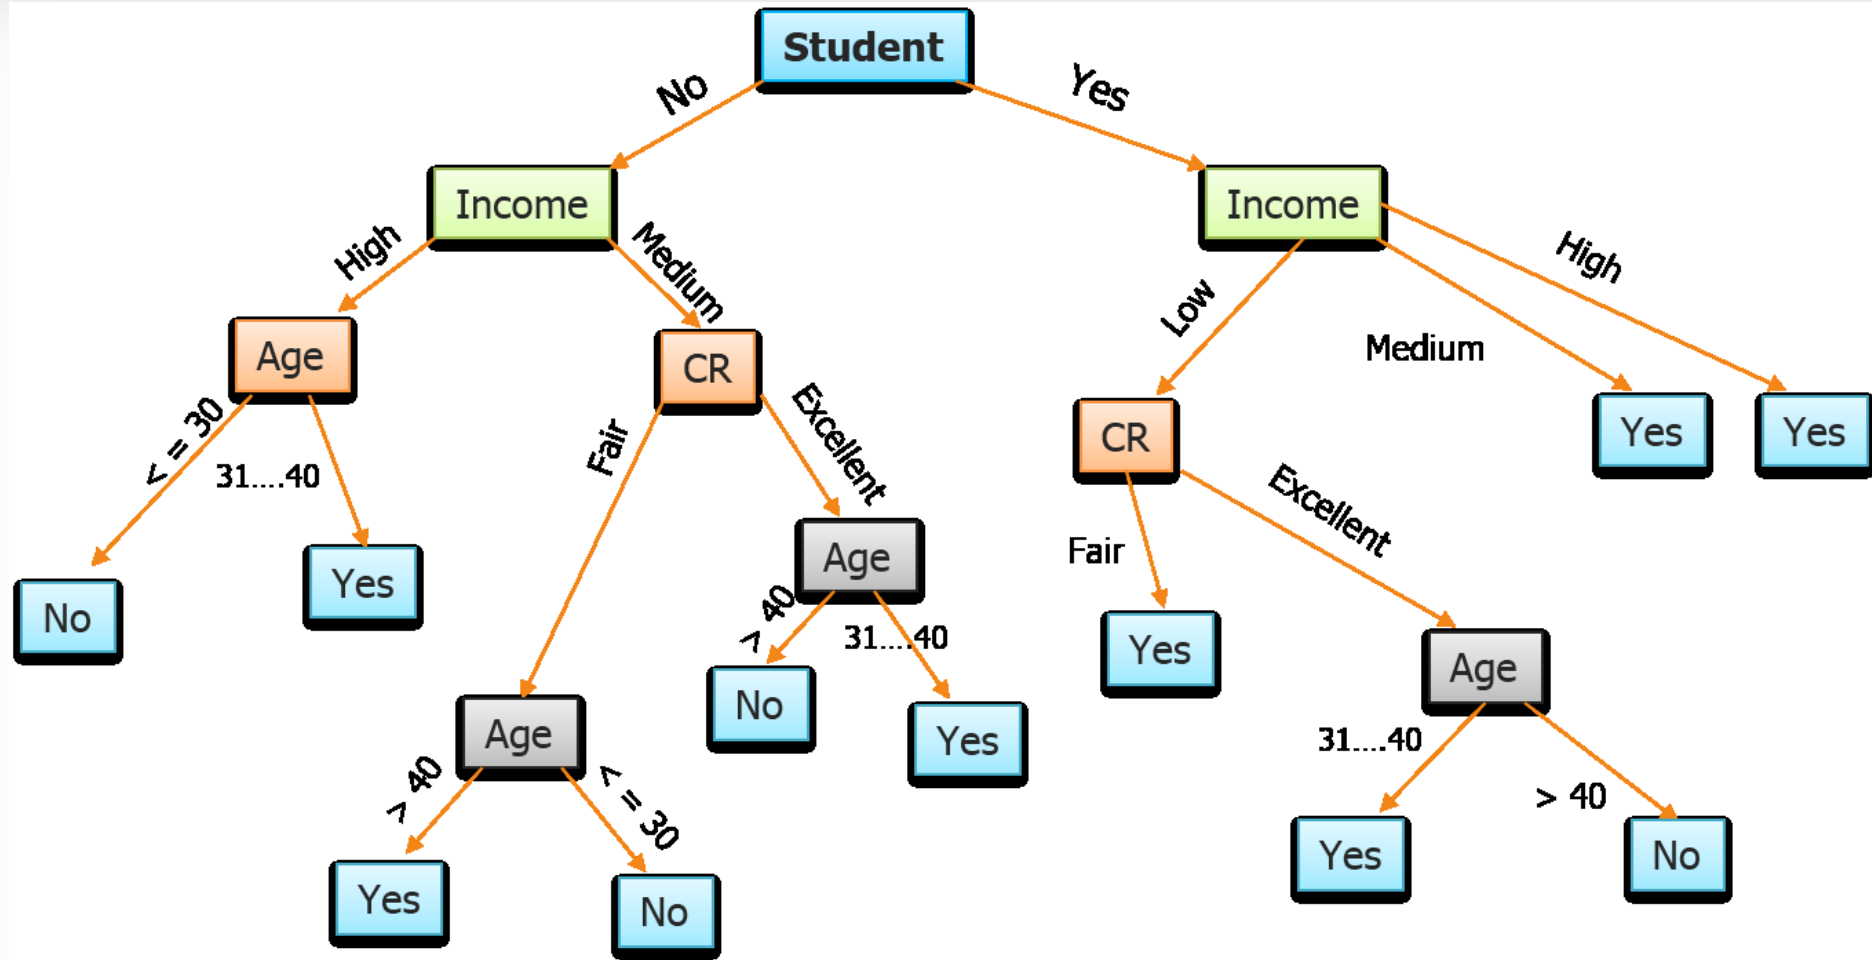 Student
No
Yes
Income
Income
High
Medium
High
Low
Medium
Age
CR
CR
Yes
Yes
< = 30
31....40
Fair
Excellent
Fair
Excellent
No
Yes
Age
> 40
31....40
Yes
Age
No
Yes
Age
> 40
< = 30
31....40
> 40
Yes
No
Yes
No